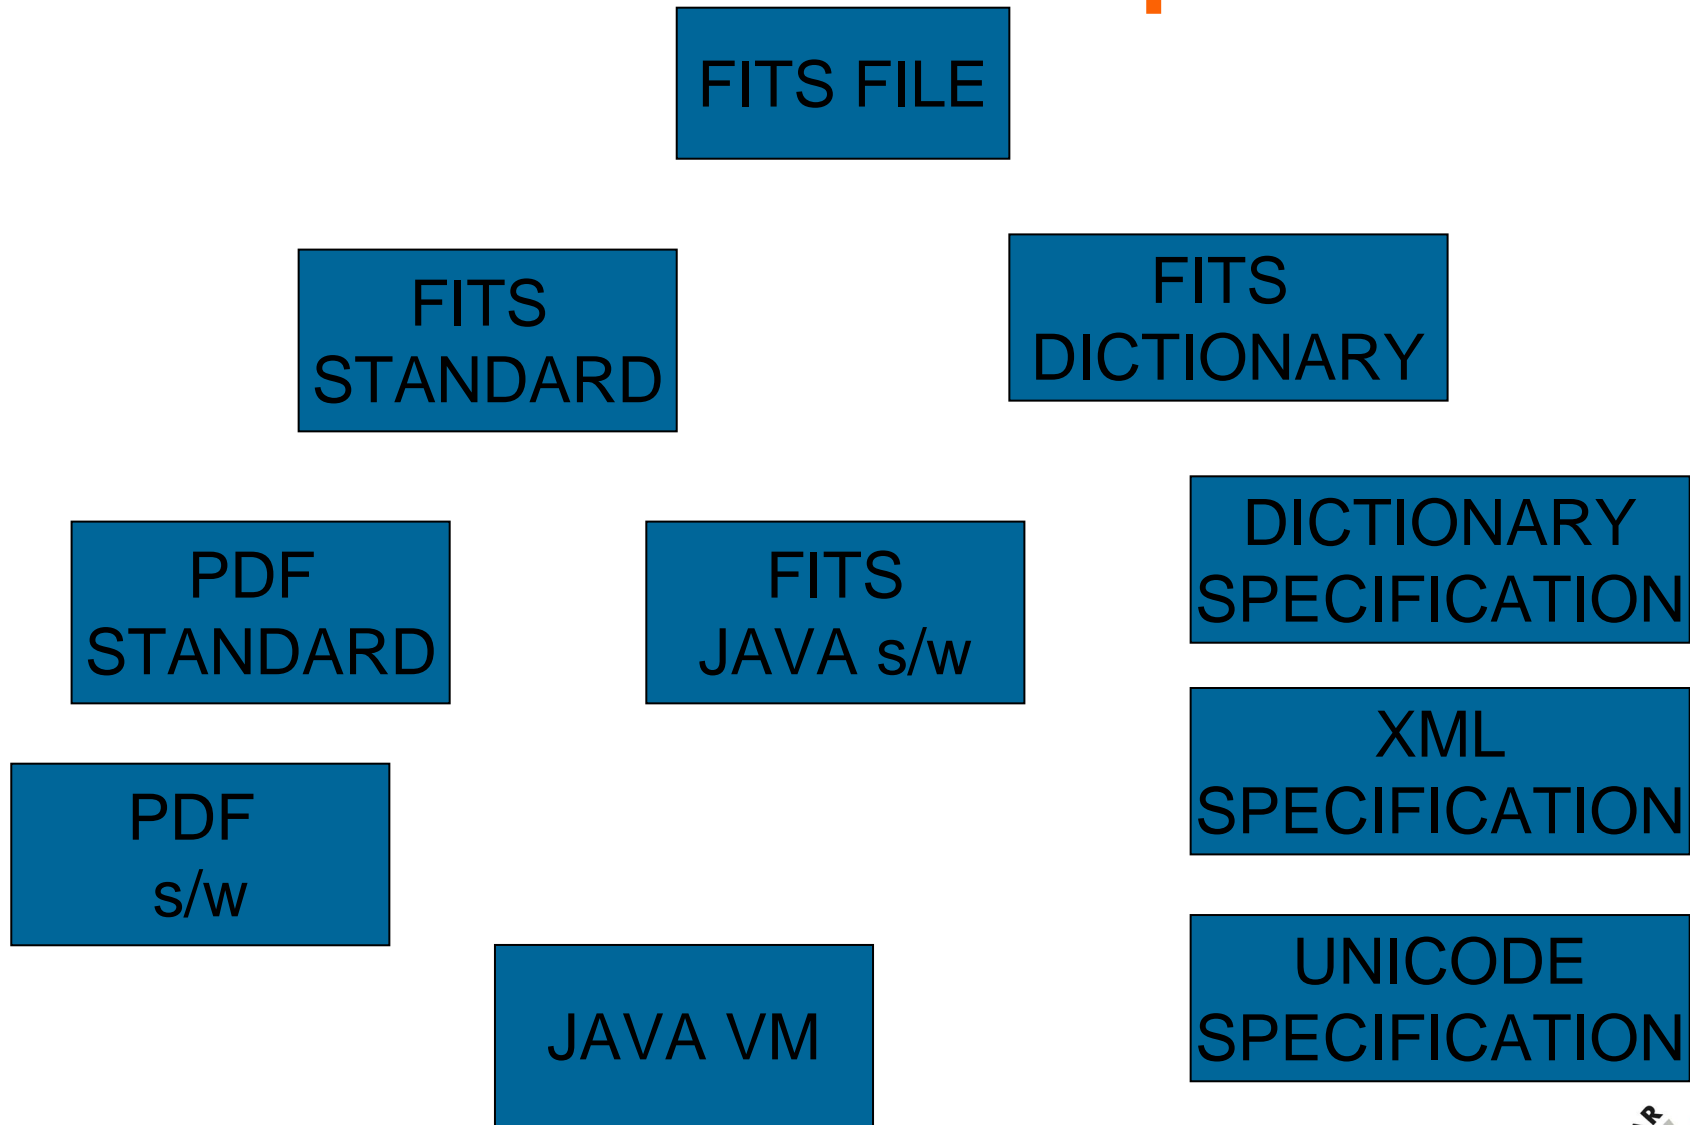 FITS FILE
FITS
STANDARD
FITS
DICTIONARY
PDF
STANDARD
FITS
JAVA s/w
DICTIONARY
SPECIFICATION
XML
SPECIFICATION
PDF
s/w
UNICODE
SPECIFICATION
JAVA VM